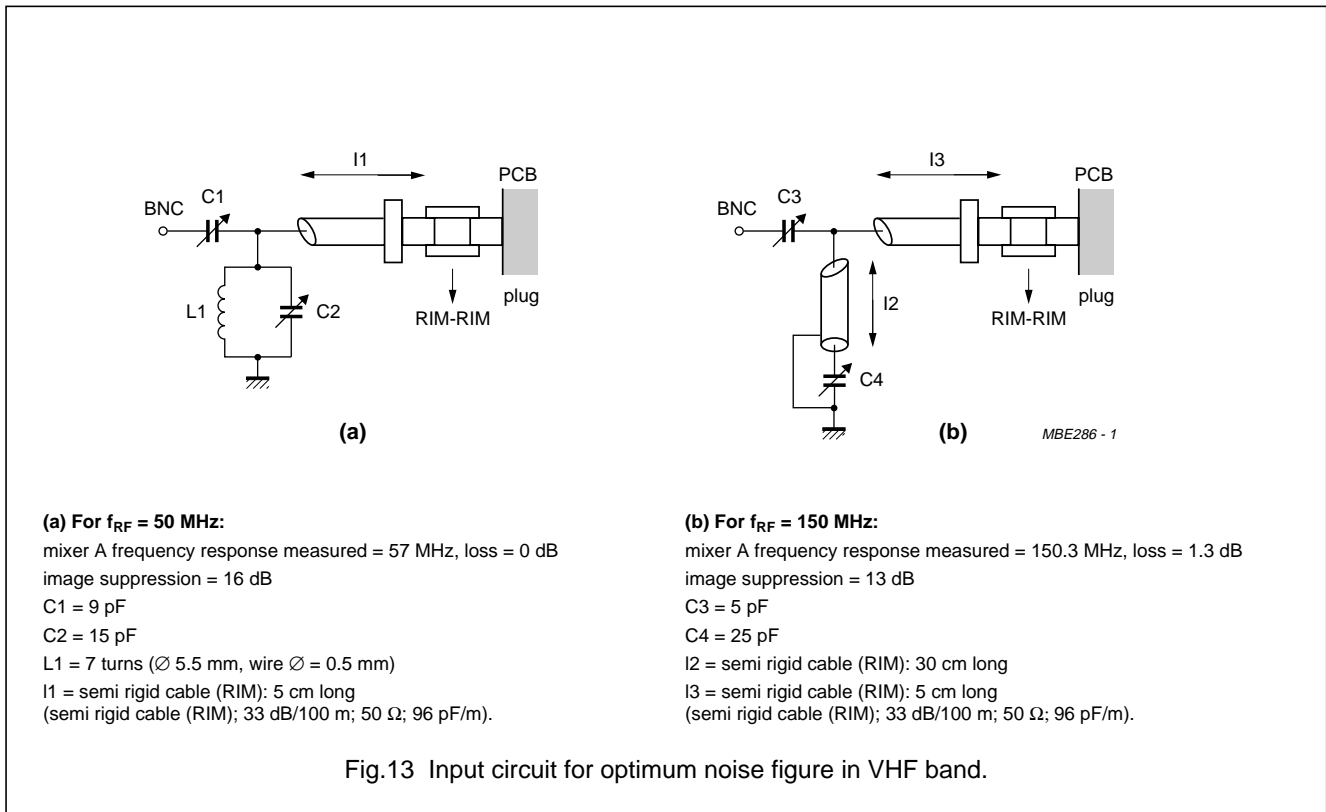 I1
PCB
C1
BNC
L1
C2
RIM-RIM
plug
(a)
I3
PCB
C3
BNC
I2
C4
RIM-RIM
plug
(b)
MBE286 - 1
(a) For fRF = 50 MHz:
mixer A frequency response measured = 57 MHz, loss = 0 dB
image suppression = 16 dB
C1 = 9 pF
C2 = 15 pF
L1 = 7 turns (∅ 5.5 mm, wire ∅ = 0.5 mm)
I1 = semi rigid cable (RIM): 5 cm long
(semi rigid cable (RIM); 33 dB/100 m; 50 Ω; 96 pF/m).
(b) For fRF = 150 MHz:
mixer A frequency response measured = 150.3 MHz, loss = 1.3 dB
image suppression = 13 dB
C3 = 5 pF
C4 = 25 pF
I2 = semi rigid cable (RIM): 30 cm long
I3 = semi rigid cable (RIM): 5 cm long
(semi rigid cable (RIM); 33 dB/100 m; 50 Ω; 96 pF/m).
Fig.13 Input circuit for optimum noise figure in VHF band.